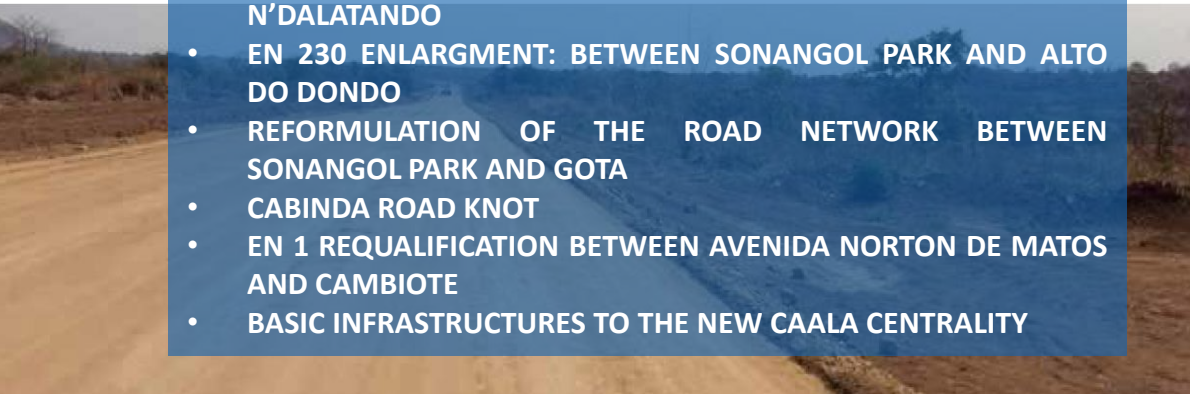 N’DALATANDO
• EN 230 ENLARGMENT: BETWEEN SONANGOL PARK AND ALTO
DO DONDO
• REFORMULATION OF THE ROAD NETWORK BETWEEN
SONANGOL PARK AND GOTA
• CABINDA ROAD KNOT
• EN 1 REQUALIFICATION BETWEEN AVENIDA NORTON DE MATOS
AND CAMBIOTE
• BASIC INFRASTRUCTURES TO THE NEW CAALA CENTRALITY